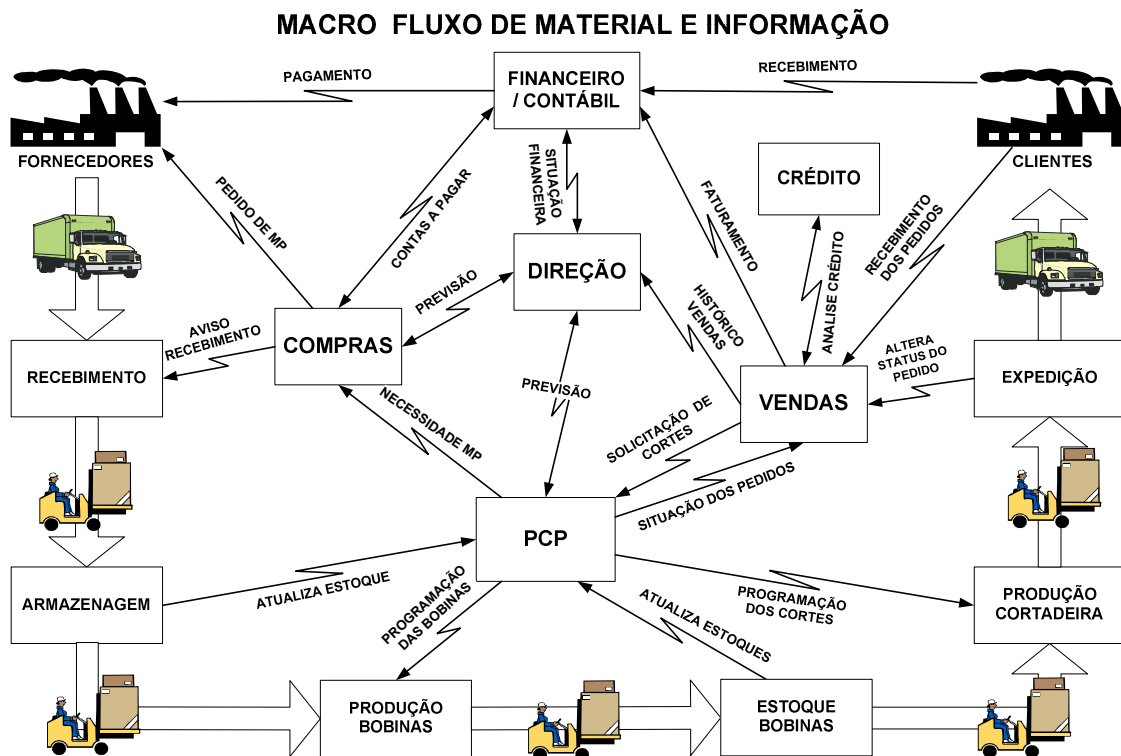 MACRO FLUXO DE MATERIAL E INFORMAÇÃO
PAGAMENTO
FINANCEIRO
/ CONTÁBIL
RECEBIMENTO
FORNECEDORES
CLIENTES
PEDIDO DE MP
CONTAS A PAGAR
SITUAÇÃO
FINANCEIRA
FATURAMENTO
CRÉDITO
RECEBIMENTO
DOS PEDIDOS
DIREÇÃO
PREVISÃO
HISTÓRICO
VENDAS
ANALISE CRÉDITO
AVISO
RECEBIMENTO
COMPRAS
RECEBIMENTO
ALTERA
STATUS DO
PEDIDO
EXPEDIÇÃO
PREVISÃO
VENDAS
NECESSIDADE MP
SOLICITAÇÃO DE
CORTES
SITUAÇÃO DOS PEDIDOS
PCP
ARMAZENAGEM
ATUALIZA ESTOQUE
PROGRAMAÇÃO
DAS BOBINAS
ATUALIZA ESTOQUES
PROGRAMAÇÃO
DOS CORTES
PRODUÇÃO
CORTADEIRA
PRODUÇÃO
BOBINAS
ESTOQUE
BOBINAS